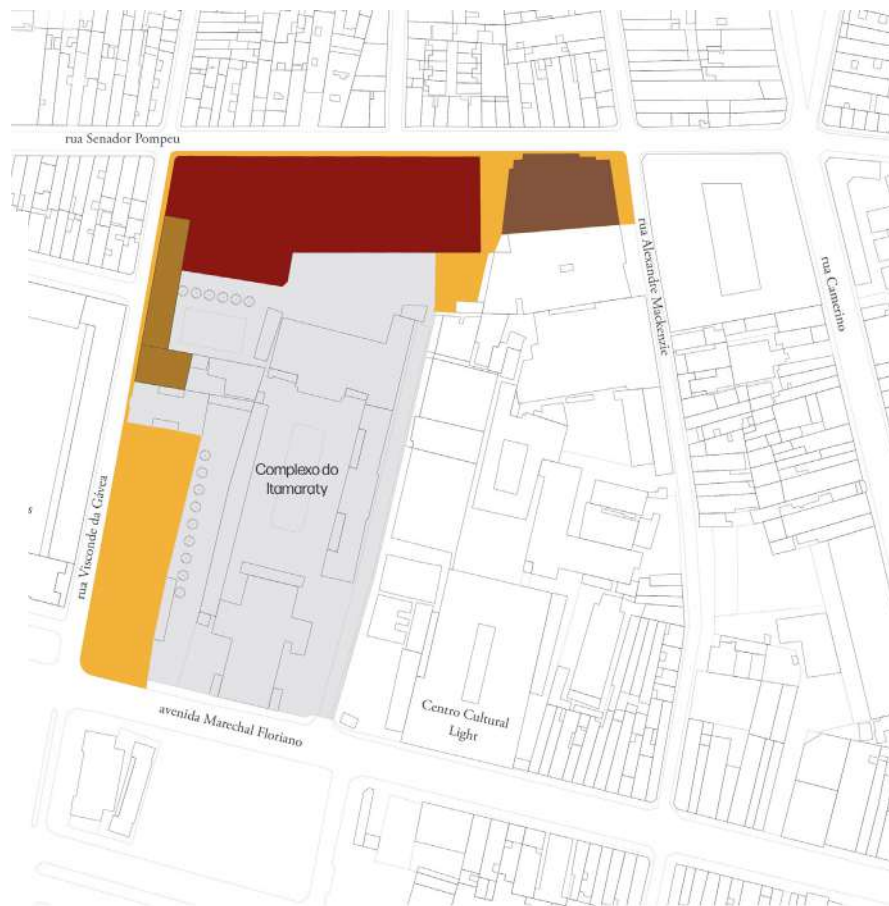 rua Senador Pompeu
rua Alexandre Mackenzie
rua Camerino
Complexo do
Itamaraty
s
rua Visconde da Gávea
avenida Marechal Floriano
Centro Cultural
Light